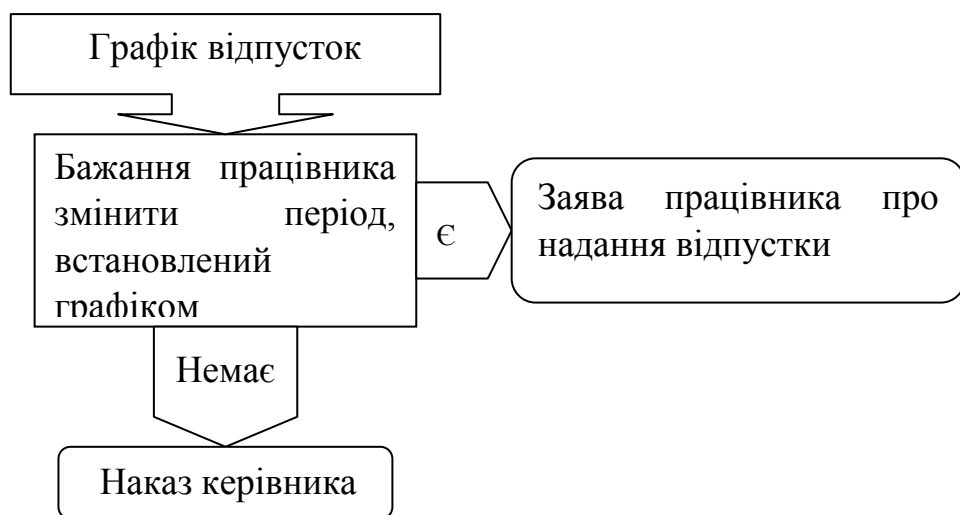 Графік відпусток
Бажання працівника
змінити період,
встановлений
графіком
Є
Заява працівника про
надання відпустки
Немає
Наказ керівника